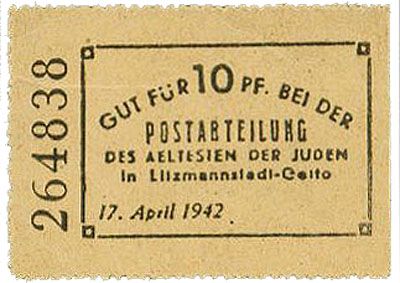 264838
GUT FÜR 10 PF. BEI DER
POSTABTEILUNG
DES AELTESTEN DER JUDEN
in Litzmannstadt-Getto
17. April 1942